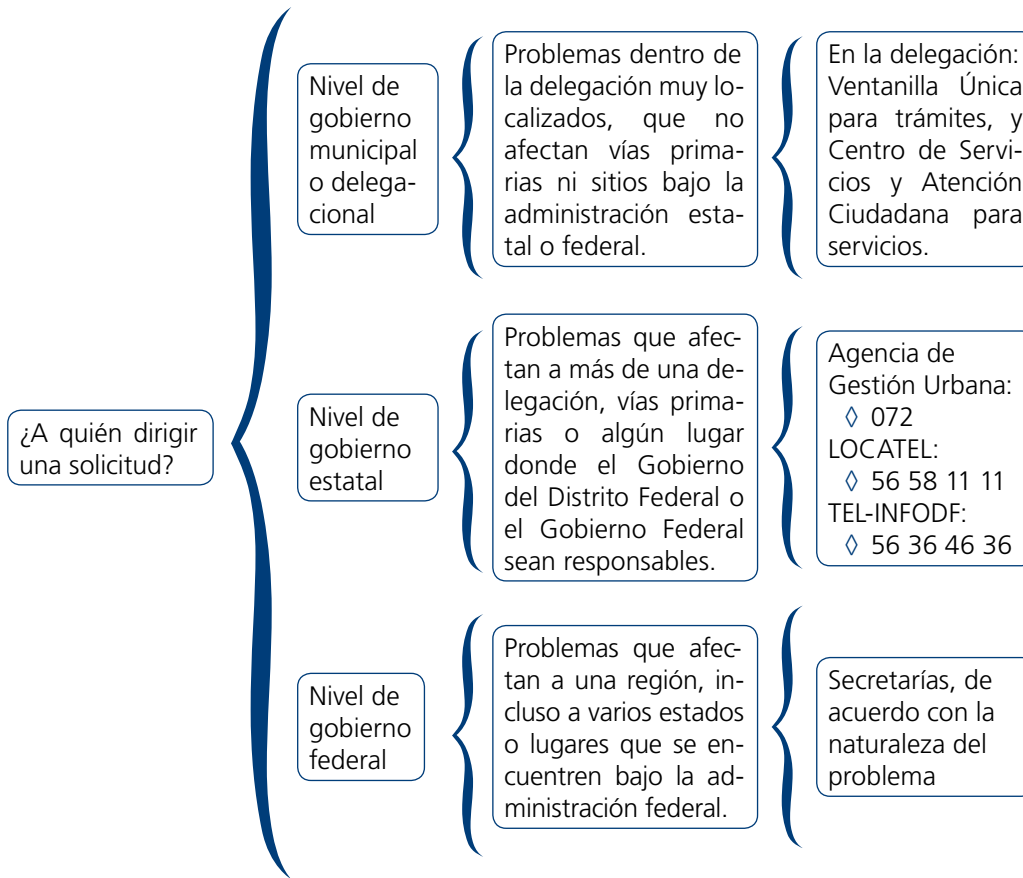 ¿A quién dirigir
una solicitud?
Nivel de
gobierno
municipal
o delega-
cional
Problemas dentro de
la delegación muy lo-
calizados, que no
afectan vías prima-
rias ni sitios bajo la
administración esta-
tal o federal.
En la delegación:
Ventanilla Única
para trámites, y
Centro de Servi-
cios y Atención
Ciudadana para
servicios.
Nivel de
gobierno
estatal
Problemas que afec-
tan a más de una de-
legación, vías prima-
rias o algún lugar
donde el Gobierno
del Distrito Federal o
el Gobierno Federal
sean responsables.
Agencia de
Gestión Urbana:
◊ 072
LOCATEL:
◊ 56 58 11 11
TEL-INFODF:
◊ 56 36 46 36
Nivel de
gobierno
federal
Problemas que afec-
tan a una región, in-
cluso a varios estados
o lugares que se en-
cuentren bajo la ad-
ministración federal.
Secretarías, de
acuerdo con la
naturaleza del
problema